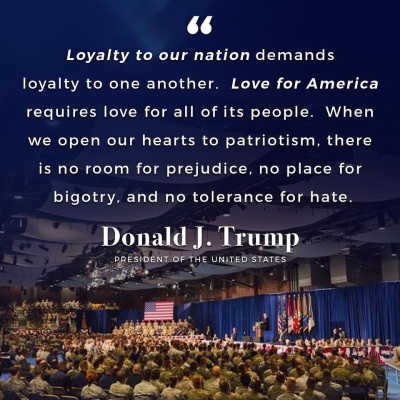 “
Loyalty to our nation demands
loyalty to one another. Love for America
requires love for all of its people. When
we open our hearts to patriotism, there
is no room for prejudice, no place for
bigotry, and no tolerance for hate.
Donald J. Trump
PRESIDENT OF THE UNITED STATES